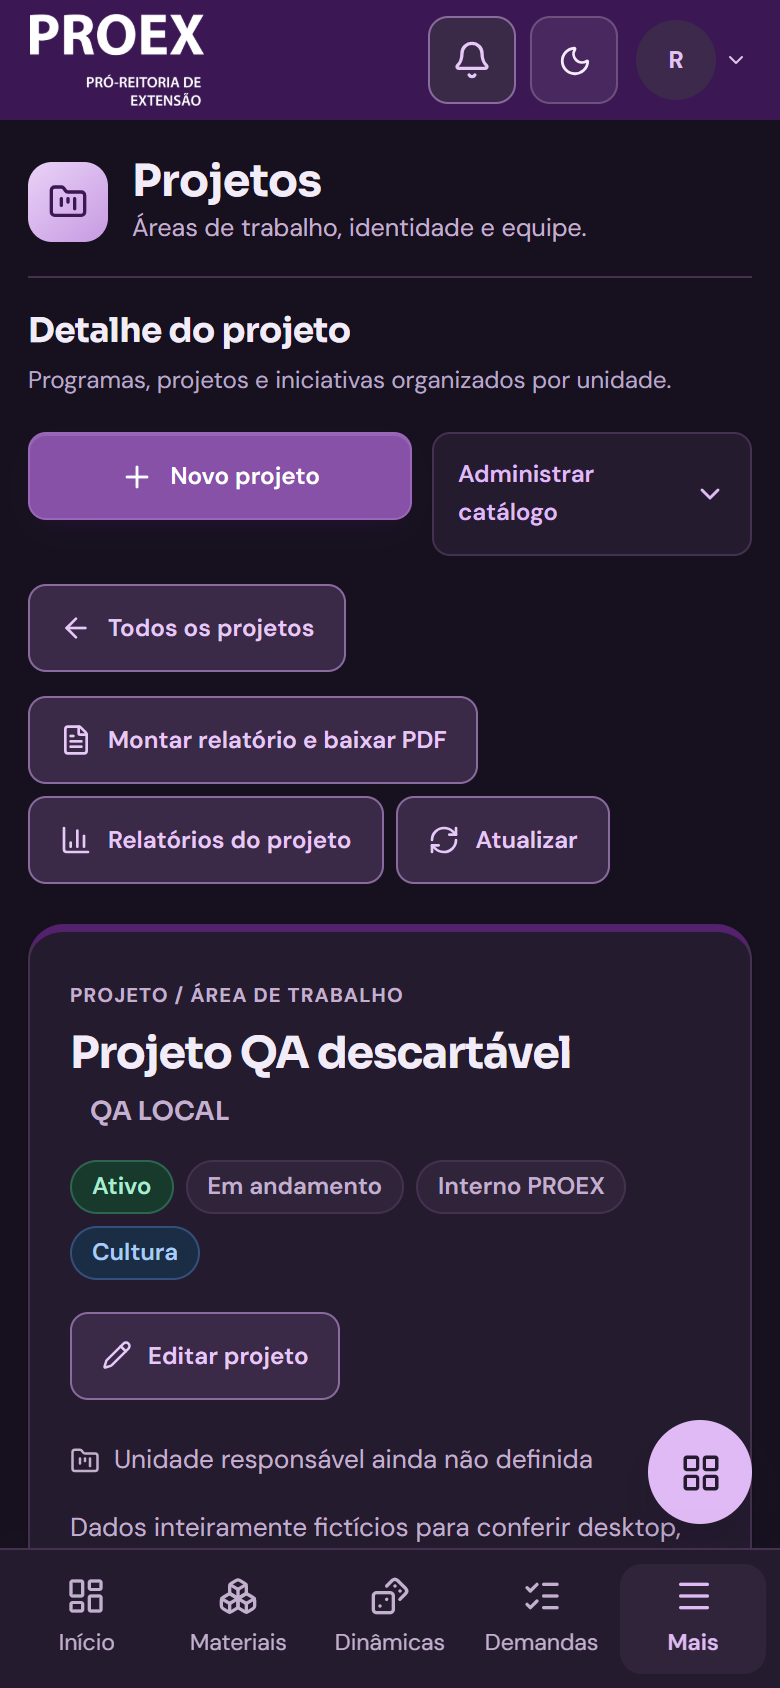 PROEX
PRÓ-REITORIA DE
EXTENSÃO
R
Projetos
Áreas de trabalho, identidade e equipe.
Detalhe do projeto
Programas, projetos e iniciativas organizados por unidade.
Novo projeto
Administrar
catálogo
Todos os projetos
Montar relatório e baixar PDF
Relatórios do projeto
Atualizar
PROJETO / ÁREA DE TRABALHO
Projeto QA descartável
QA LOCAL
Ativo
Em andamento
Interno PROEX
Cultura
Editar projeto
Unidade responsável ainda não definida
Dados inteiramente fictícios para conferir desktop,
Início
Materiais
Dinâmicas
Demandas
Mais